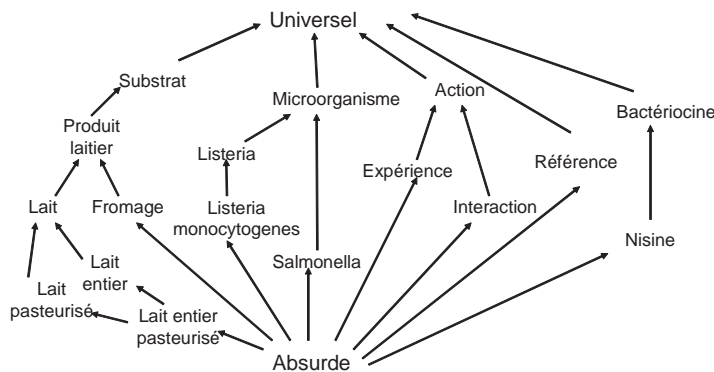 Universel
Substrat
Action
Microorganisme
Bactériocine
Produit
laitier
Listeria
Expérience
Référence
Lait
Fromage
Listeria
monocytogenes
Interaction
Nisine
Lait
entier
Salmonella
Lait
pasteurisé
Lait entier
pasteurisé
Absurde